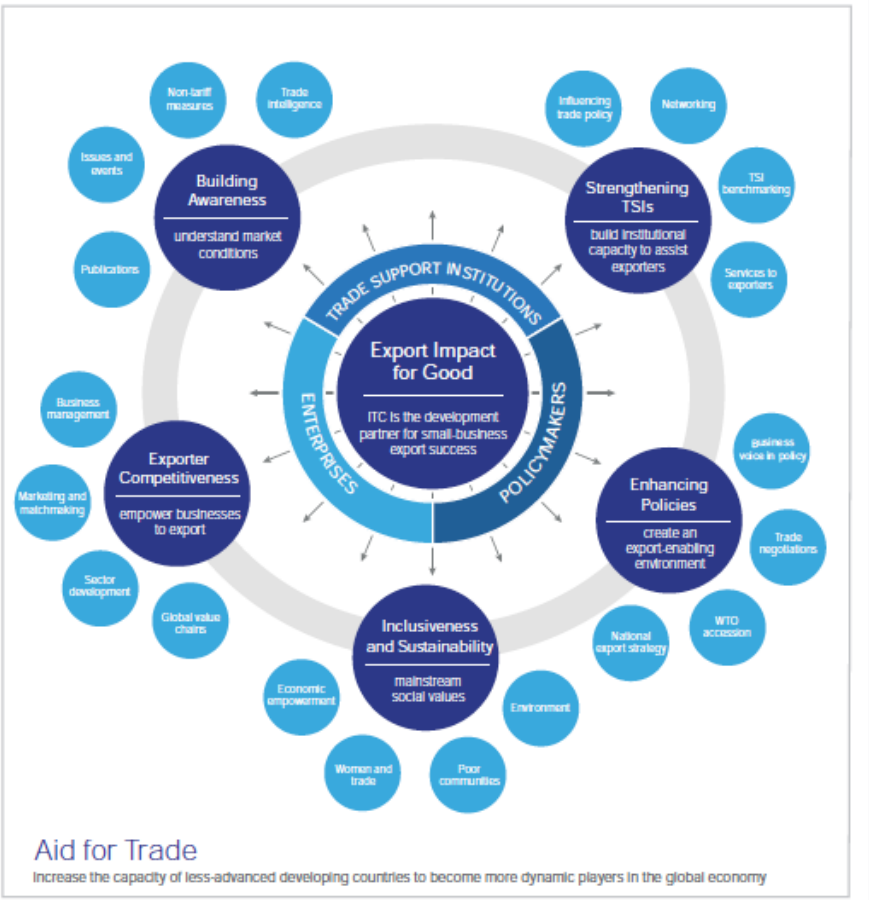 Non-tariff
measures
Trade
intelligence
Issues and
events
Publications
Building
Awareness
understand market
conditions
Influencing
trade policy
Networking
TSI
benchmarking
Services to
exporters
Strengthening
TSIs
build institutional
capacity to assist
exporters
TRADE SUPPORT INSTITUTIONS
ENTERPRISES
POLICYMAKERS
Export Impact
for Good
ITC is the development
partner for small-business
export success
Business
management
Marketing and
matchmaking
Sector
development
Global value
chains
Exporter
Competitiveness
empower businesses
to export
Business
voice in policy
Trade
negotiations
WTO
accession
National
export strategy
Enhancing
Policies
create an
export-enabling
environment
Inclusiveness
and Sustainability
mainstream
social values
Economic
empowerment
Women and
trade
Poor
communities
Environment
Aid for Trade
Increase the capacity of less-advanced developing countries to become more dynamic players in the global economy